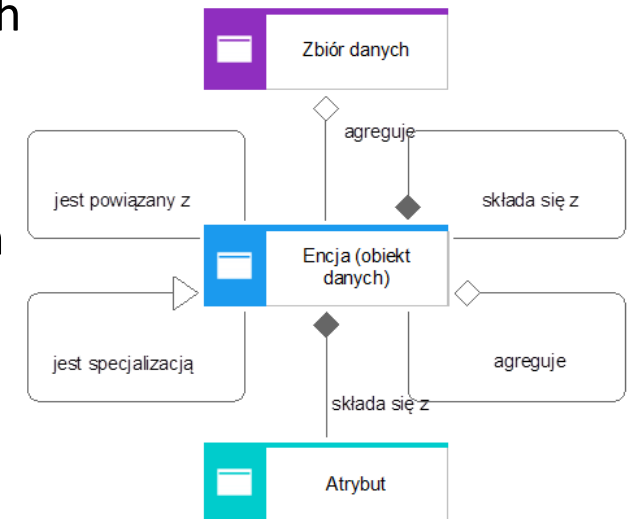 h
Zbiór danych
agreguje
jest powiązany z
składa się z
n
Encja (obiekt
danych)
jest specjalizacją
agreguje
składa się z
Atrybut